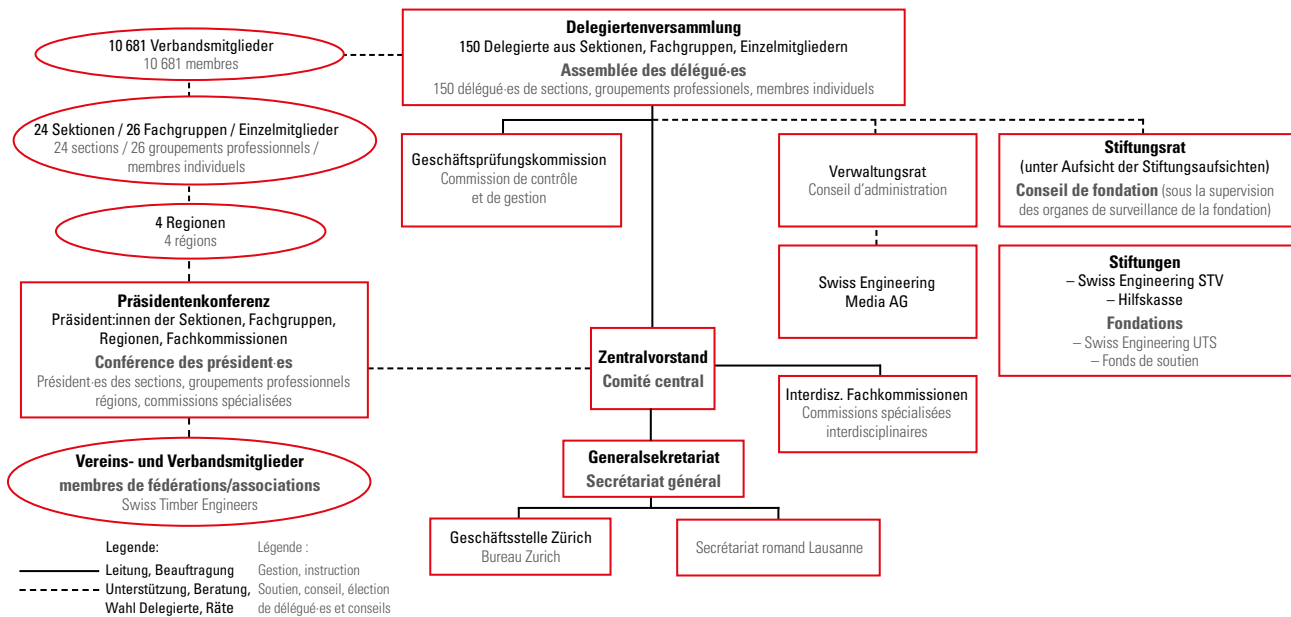 10 681 Verbandsmitglieder
10 681 membres
Delegiertenversammlung
150 Delegierte aus Sektionen, Fachgruppen, Einzelmitgliedern
Assemblée des délégué·es
150 délégué·es de sections, groupements professionels, membres individuels
24 Sektionen / 26 Fachgruppen / Einzelmitglieder
24 sections / 26 groupements professionnels /
membres individuels
Geschäftsprüfungskommission
Commission de contrôle
et de gestion
Verwaltungsrat
Conseil d'administration
Stiftungsrat
(unter Aufsicht der Stiftungsaufsichten)
Conseil de fondation (sous la supervision
des organes de surveillance de la fondation)
4 Regionen
4 régions
Swiss Engineering
Media AG
Stiftungen
– Swiss Engineering STV
– Hilfskasse
Fondations
– Swiss Engineering UTS
– Fonds de soutien
Präsidentenkonferenz
Präsident:innen der Sektionen, Fachgruppen,
Regionen, Fachkommissionen
Conférence des président·es
Président·es des sections, groupements professionnels
régions, commissions spécialisées
Zentralvorstand
Comité central
Interdisz. Fachkommissionen
Commissions spécialisées
interdisciplinaires
Vereins- und Verbandsmitglieder
membres de fédérations/associations
Swiss Timber Engineers
Generalsekretariat
Secrétariat général
Geschäftsstelle Zürich
Bureau Zurich
Secrétariat romand Lausanne
Legende: Légende :
Leitung, Beauftragung Gestion, instruction
Unterstützung, Beratung, Soutien, conseil, élection
Wahl Delegierte, Räte de délégué·es et conseils